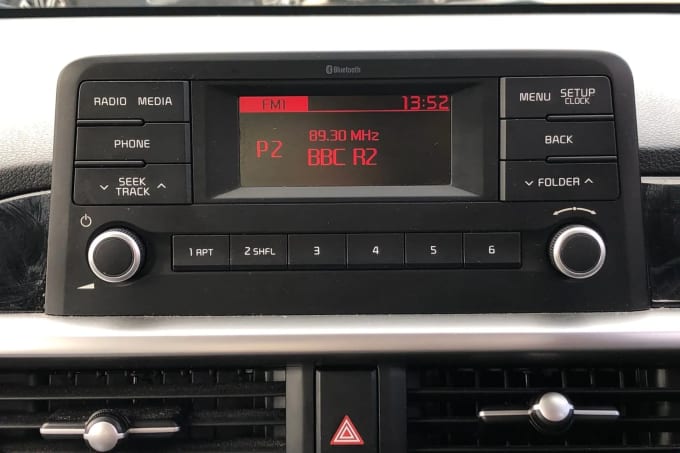 Bluetooth
RADIO MEDIA
PHONE
SEEK
TRACK
FM1 13:52
89.30 MHz
P2 BBC R2
MENU SETUP
CLOCK
BACK
FOLDER
1 RPT 2 SHFL 3 4 5 6